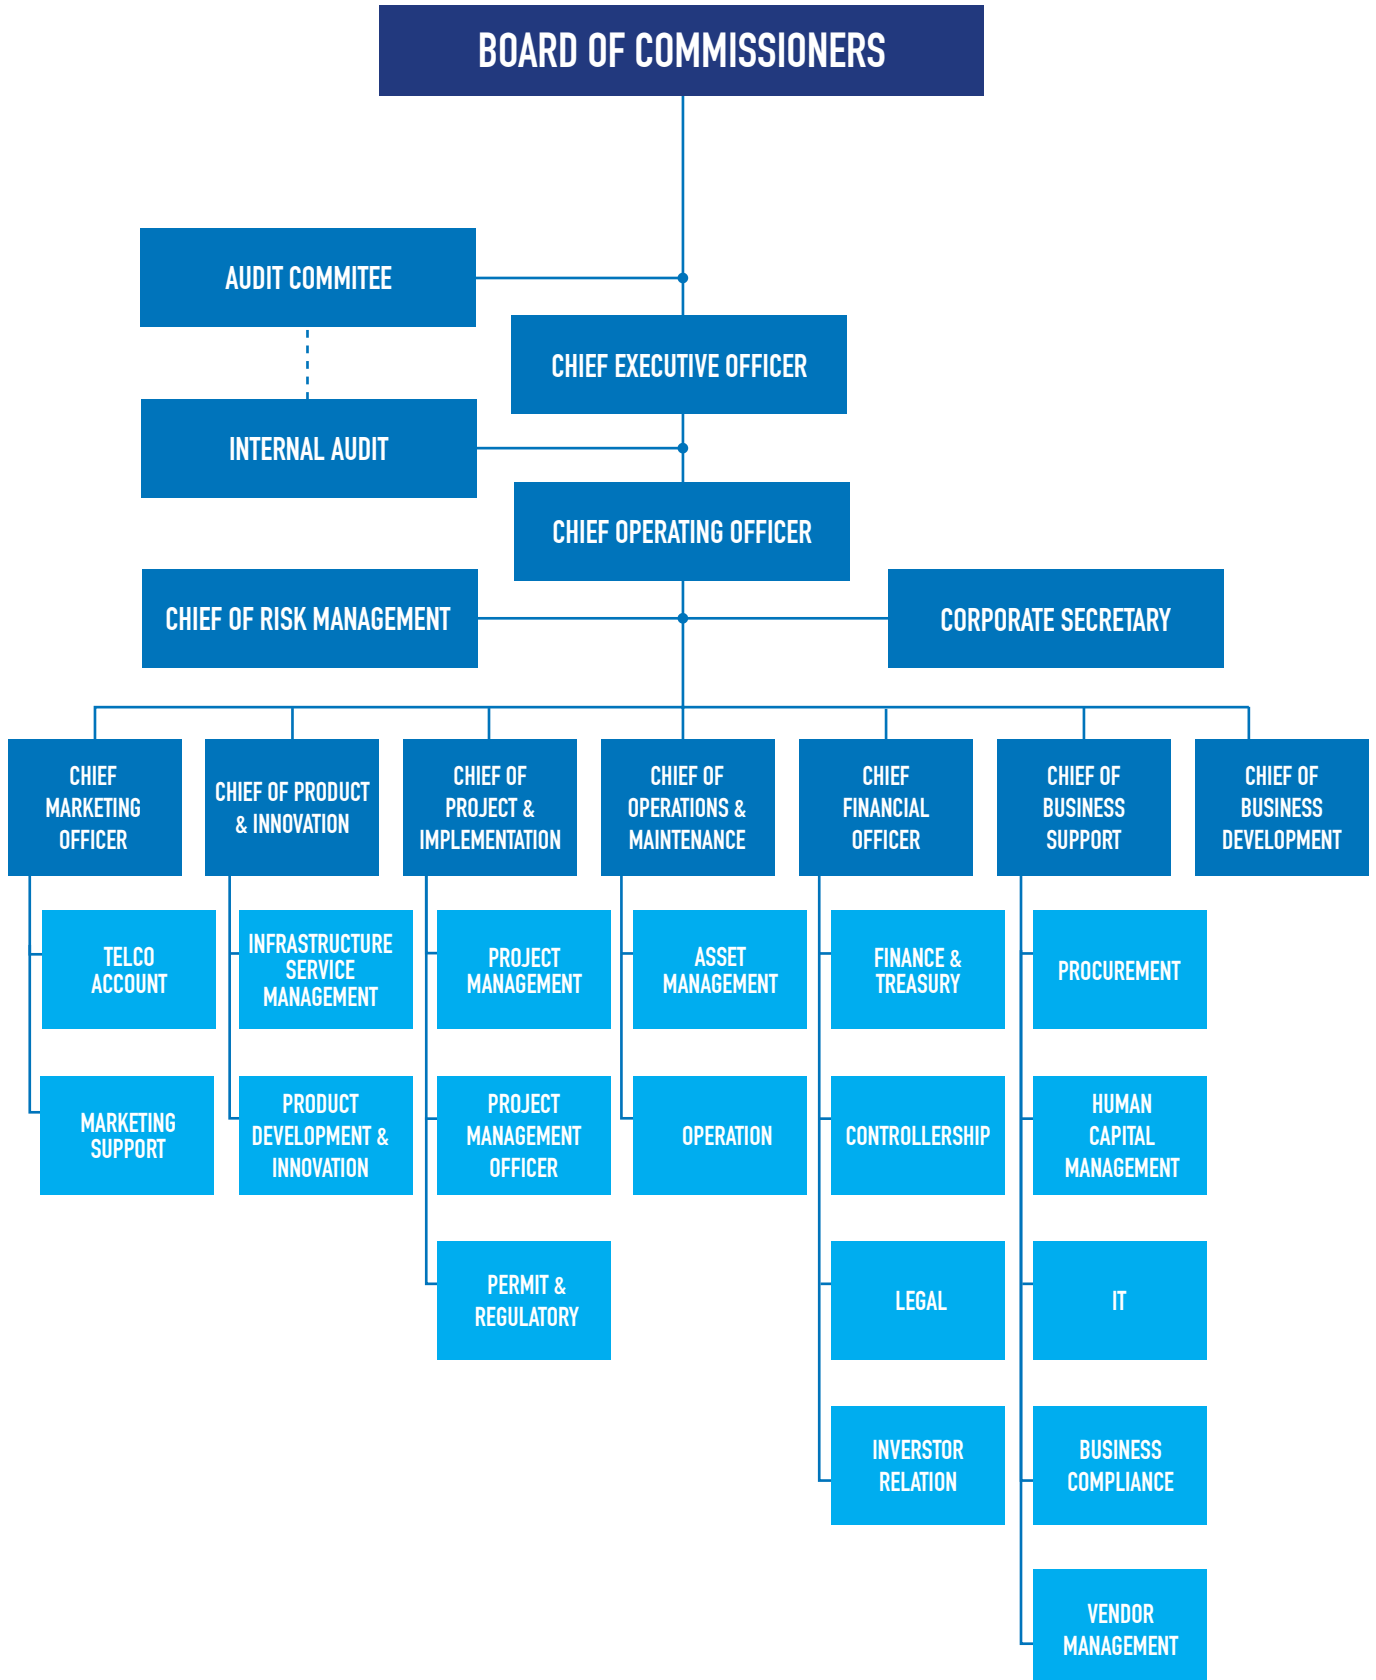 BOARD OF COMMISSIONERS
AUDIT COMMITEE
CHIEF EXECUTIVE OFFICER
INTERNAL AUDIT
CHIEF OPERATING OFFICER
CHIEF OF RISK MANAGEMENT
CORPORATE SECRETARY
CHIEF
MARKETING
OFFICER
CHIEF OF PRODUCT
& INNOVATION
CHIEF OF
PROJECT &
IMPLEMENTATION
CHIEF OF
OPERATIONS &
MAINTENANCE
CHIEF
FINANCIAL
OFFICER
CHIEF OF
BUSINESS
SUPPORT
CHIEF OF
BUSINESS
DEVELOPMENT
TELCO
ACCOUNT
INFRASTRUCTURE
SERVICE
MANAGEMENT
PROJECT
MANAGEMENT
ASSET
MANAGEMENT
FINANCE &
TREASURY
PROCUREMENT
MARKETING
SUPPORT
PRODUCT
DEVELOPMENT &
INNOVATION
PROJECT
MANAGEMENT
OFFICER
OPERATION
CONTROLLERSHIP
HUMAN
CAPITAL
MANAGEMENT
PERMIT &
REGULATORY
LEGAL
IT
INVERSTOR
RELATION
BUSINESS
COMPLIANCE
VENDOR
MANAGEMENT